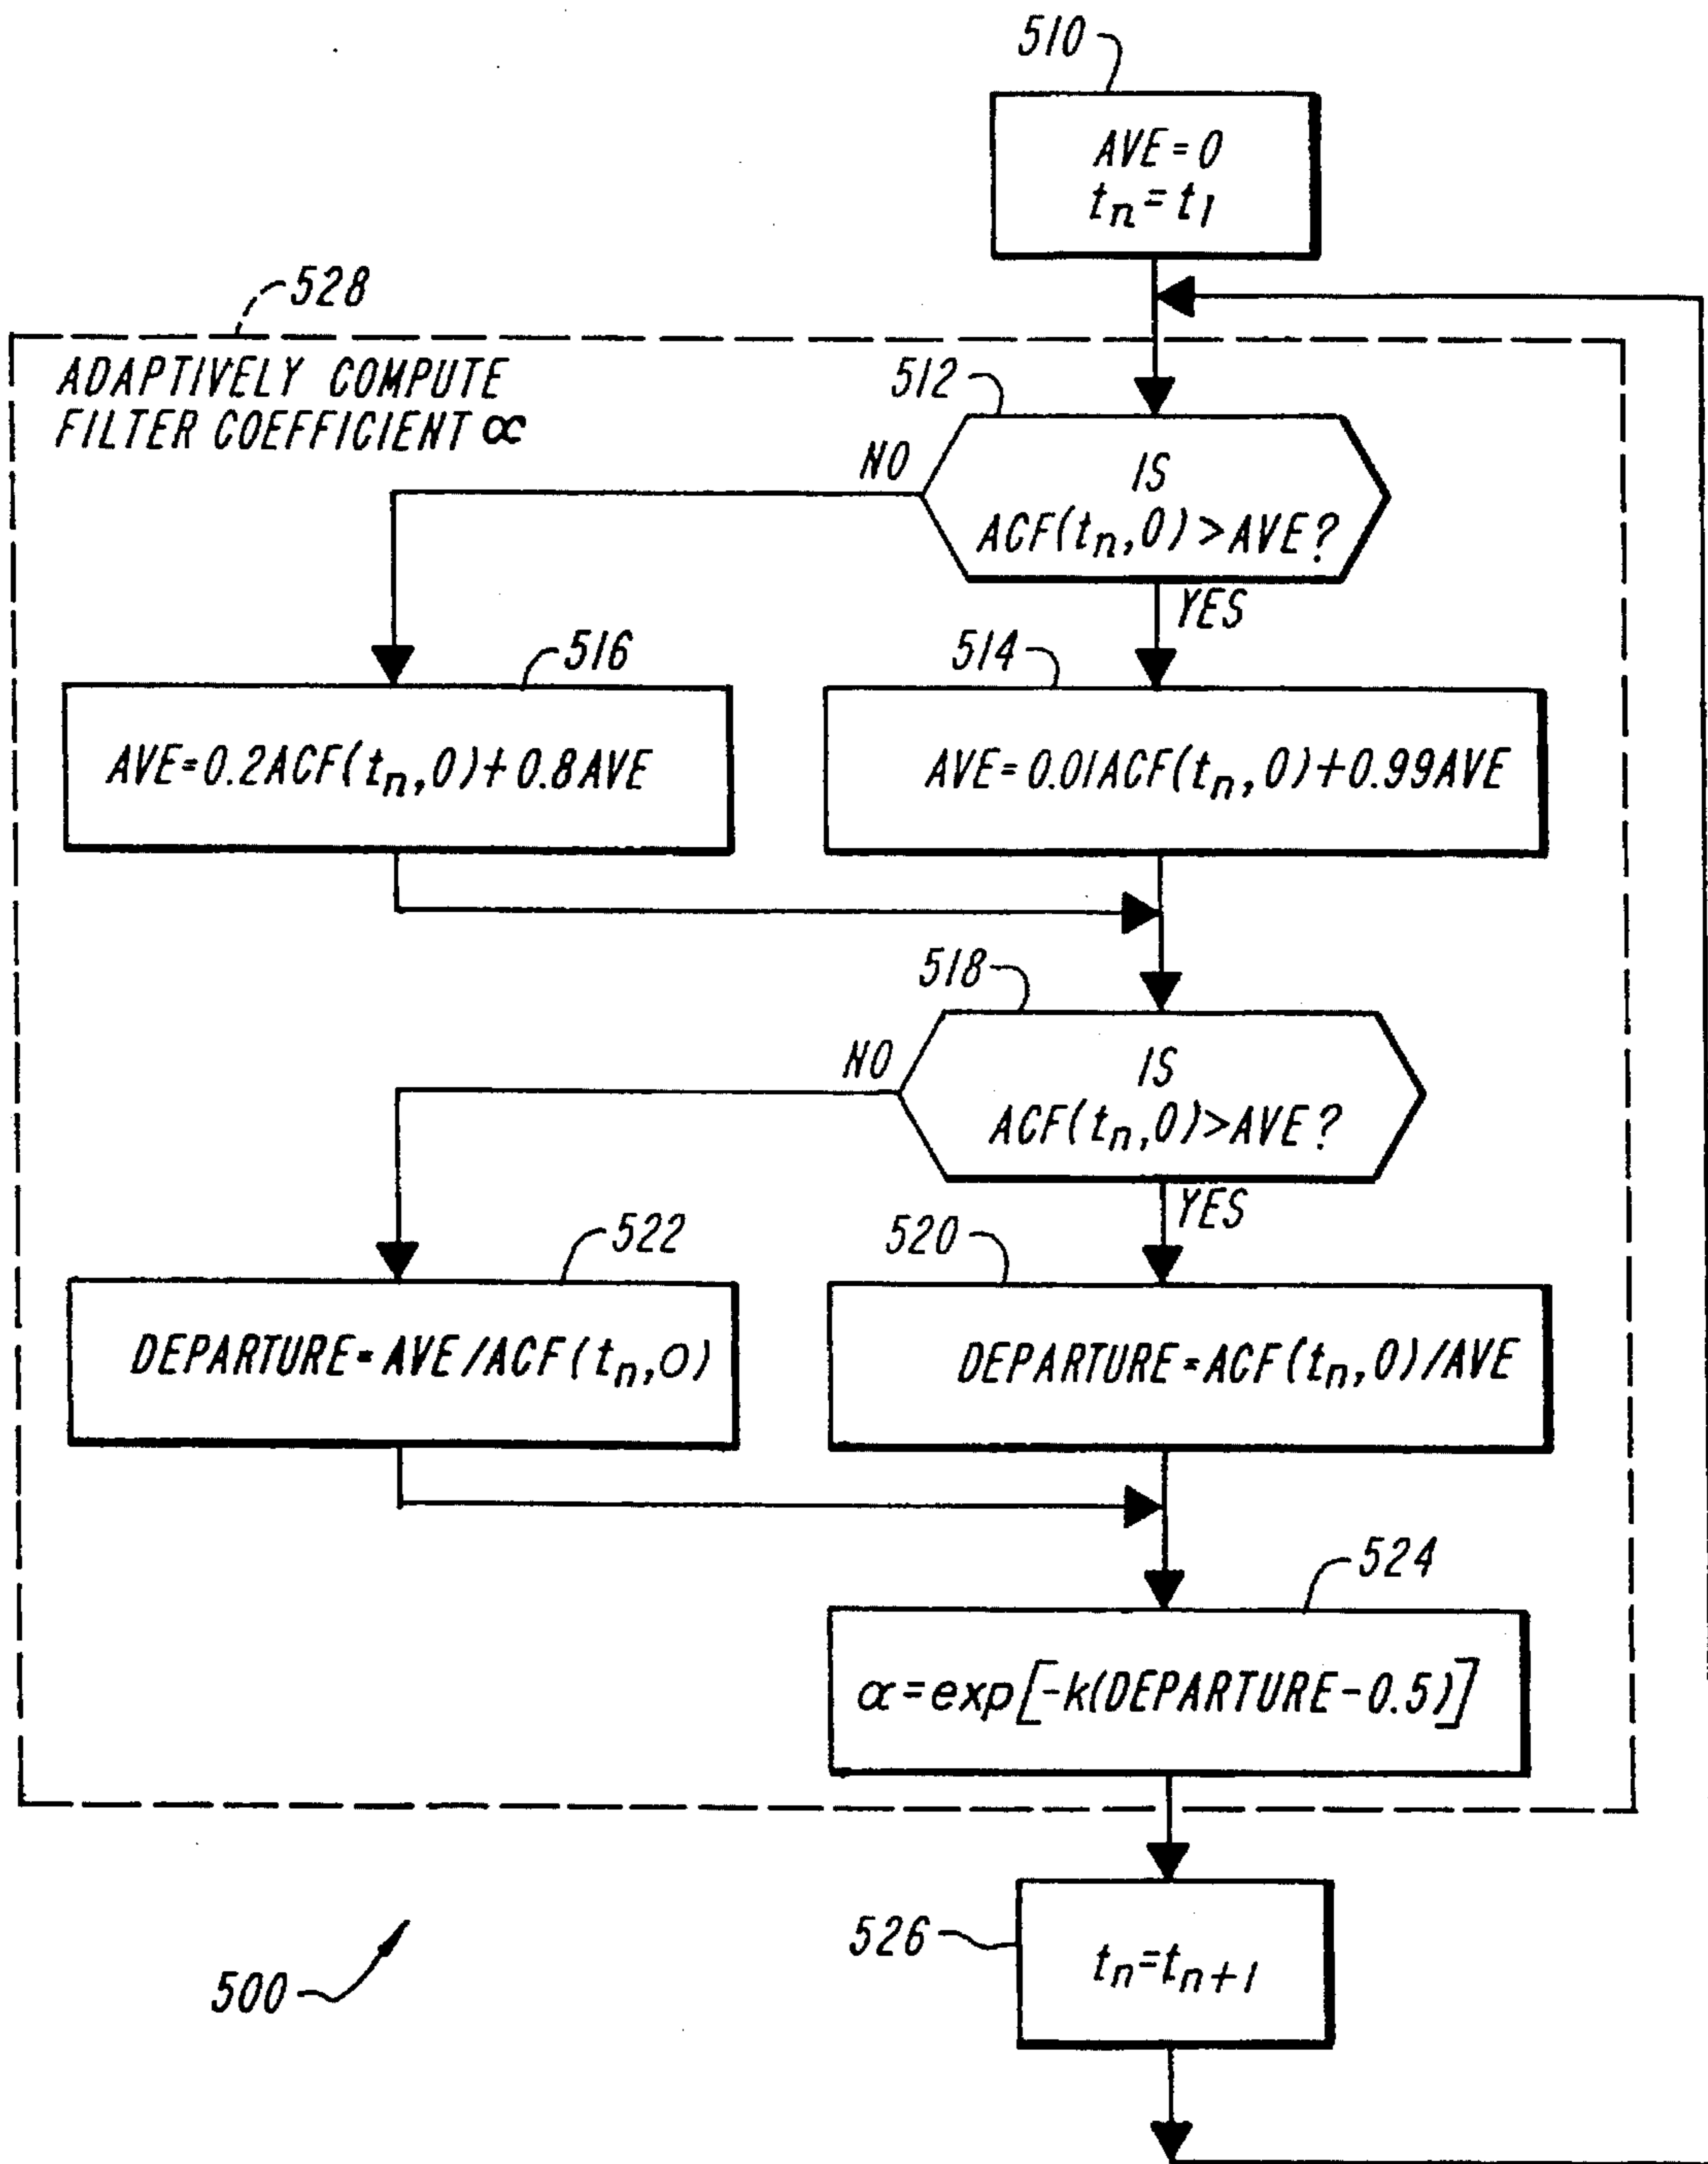 510
AVE=0
tn=t1
528
ADAPTIVELY COMPUTE
FILTER COEFFICIENT ∝
512
NO
IS
ACF(tn,0)>AVE?
YES
516
514
AVE=0.2ACF(tn,0)+0.8AVE
AVE=0.01ACF(tn,0)+0.99AVE
518
NO
IS
ACF(tn,0)>AVE?
YES
522
520
DEPARTURE=AVE/ACF(tn,0)
DEPARTURE=ACF(tn,0)/AVE
524
α=exp[-k(DEPARTURE-0.5)]
526
tn=tn+1
500